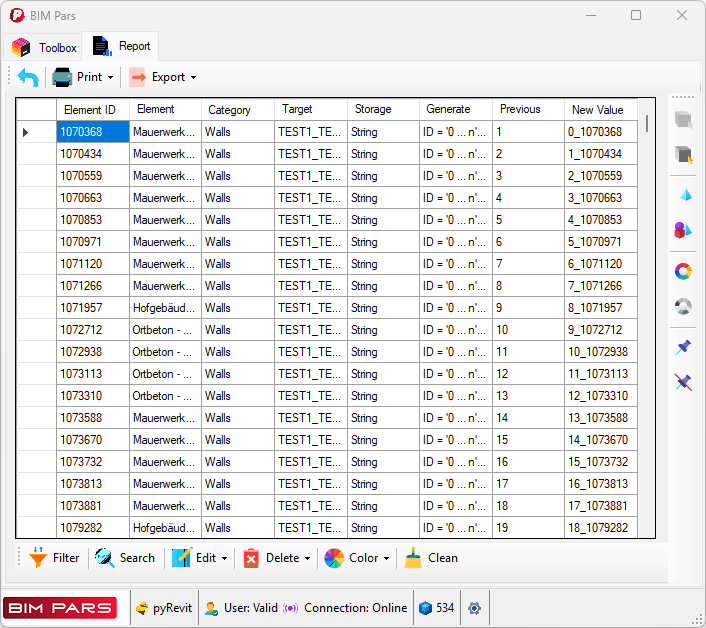 BIM Pars
Toolbox Report
Print Export
Element ID Element Category Target Storage Generate Previous New Value
1070368 Mauerwerk... Walls TEST1_TE... String ID = '0 ... n'... 1 0_1070368
1070434 Mauerwerk... Walls TEST1_TE... String ID = '0 ... n'... 2 1_1070434
1070559 Mauerwerk... Walls TEST1_TE... String ID = '0 ... n'... 3 2_1070559
1070663 Mauerwerk... Walls TEST1_TE... String ID = '0 ... n'... 4 3_1070663
1070853 Mauerwerk... Walls TEST1_TE... String ID = '0 ... n'... 5 4_1070853
1070971 Mauerwerk... Walls TEST1_TE... String ID = '0 ... n'... 6 5_1070971
1071120 Mauerwerk... Walls TEST1_TE... String ID = '0 ... n'... 7 6_1071120
1071266 Mauerwerk... Walls TEST1_TE... String ID = '0 ... n'... 8 7_1071266
1071957 Hofgebäud... Walls TEST1_TE... String ID = '0 ... n'... 9 8_1071957
1072712 Ortbeton - ... Walls TEST1_TE... String ID = '0 ... n'... 10 9_1072712
1072938 Ortbeton - ... Walls TEST1_TE... String ID = '0 ... n'... 11 10_1072938
1073113 Ortbeton - ... Walls TEST1_TE... String ID = '0 ... n'... 12 11_1073113
1073310 Ortbeton - ... Walls TEST1_TE... String ID = '0 ... n'... 13 12_1073310
1073588 Mauerwerk... Walls TEST1_TE... String ID = '0 ... n'... 14 13_1073588
1073670 Mauerwerk... Walls TEST1_TE... String ID = '0 ... n'... 15 14_1073670
1073732 Mauerwerk... Walls TEST1_TE... String ID = '0 ... n'... 16 15_1073732
1073813 Mauerwerk... Walls TEST1_TE... String ID = '0 ... n'... 17 16_1073813
1073881 Mauerwerk... Walls TEST1_TE... String ID = '0 ... n'... 18 17_1073881
1079282 Hofgebäud... Walls TEST1_TE... String ID = '0 ... n'... 19 18_1079282
Filter Search Edit Delete Color Clean
BIM PARS pyRevit User: Valid Connection: Online 534